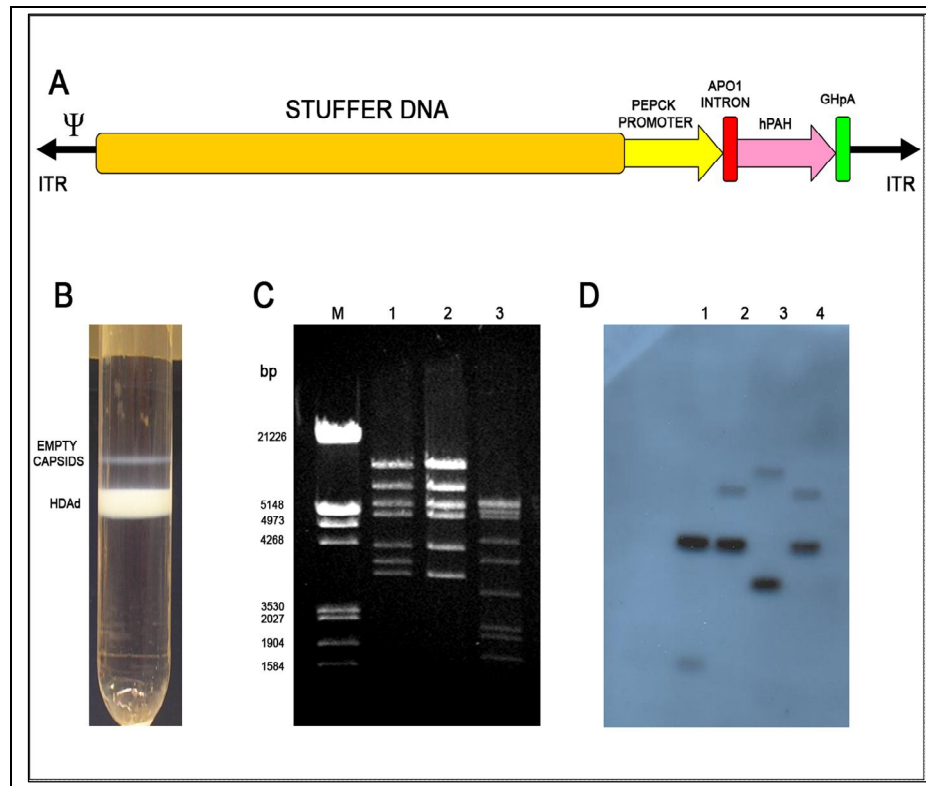 A
Ψ
STUFFER DNA
PEPCK
PROMOTER
APO1
INTRON
hPAH
GHpA
ITR
ITR
B
EMPTY
CAPSIDS
HDAd
C
M 1 2 3
bp
21226
5148
4973
4268
3530
2027
1904
1584
D
1 2 3 4